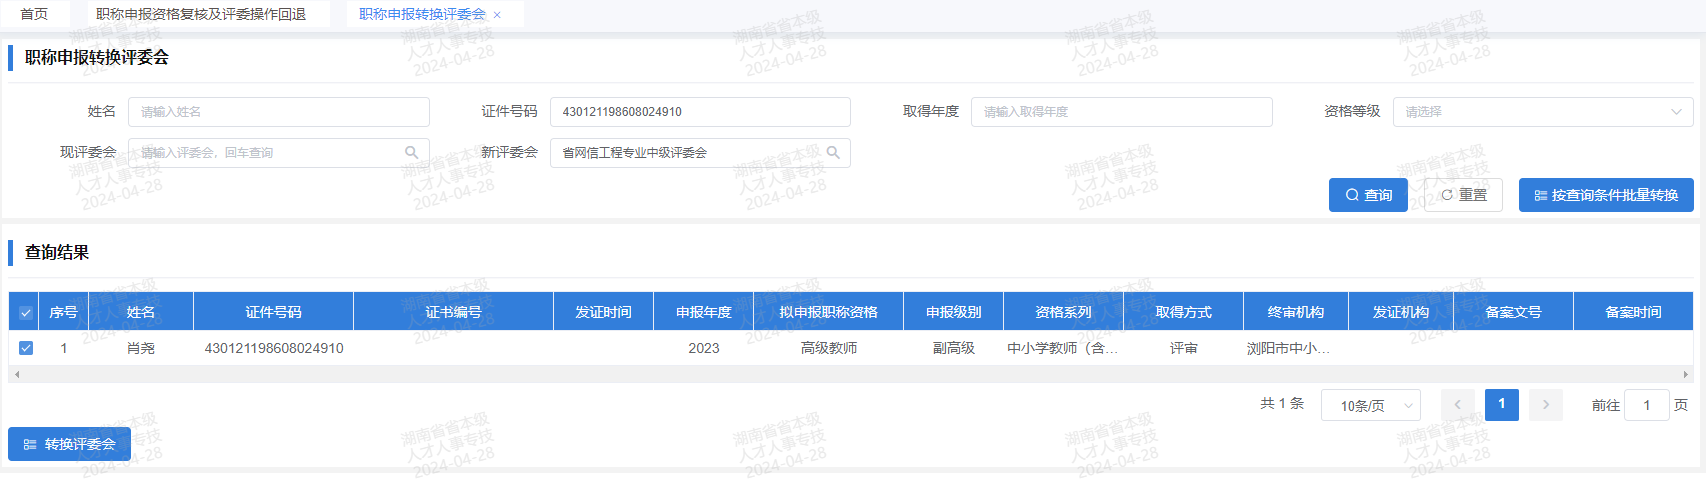 首页 职称申报资格复核及评委操作回退 职称申报转换评委会 ×
职称申报转换评委会
姓名 请输入姓名 证件号码 430121198608024910 取得年度 请输入取得年度 资格等级 请选择
现评委会 请输入评委会，回车查询 新评委会 省网信工程专业中级评委会
查询 重置 按查询条件批量转换
查询结果
序号 姓名 证件号码 证书编号 发证时间 申报年度 拟申报职称资格 申报级别 资格系列 取得方式 终审机构 发证机构 备案文号 备案时间
1 肖尧 430121198608024910 2023 高级教师 副高级 中小学教师（含... 评审 浏阳市中小...
共 1 条 10条/页 1 前往 1 页
转换评委会
湖南省省本级
人才人事专技
2024-04-28